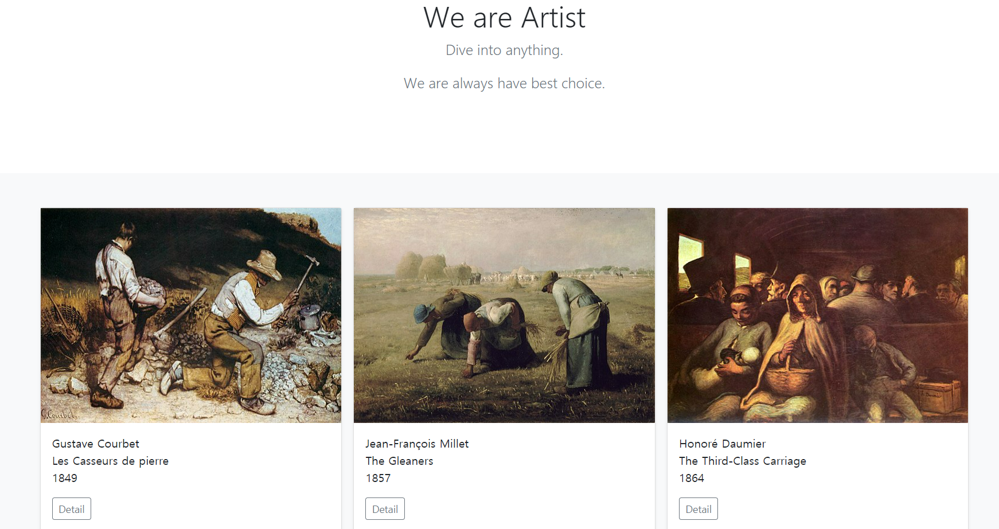 We are Artist
Dive into anything.
We are always have best choice.
G. Courbet.
Gustave Courbet
Les Casseurs de pierre
1849
Detail
Jean-François Millet
The Gleaners
1857
Detail
Honoré Daumier
The Third-Class Carriage
1864
Detail